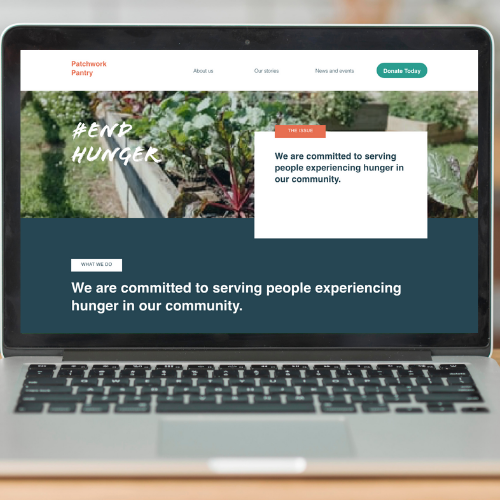 Patchwork
Pantry
About us
Our stories
News and events
Donate Today
#END
HUNGER
THE ISSUE
We are committed to serving
people experiencing hunger in
our community.
WHAT WE DO
We are committed to serving people experiencing
hunger in our community.